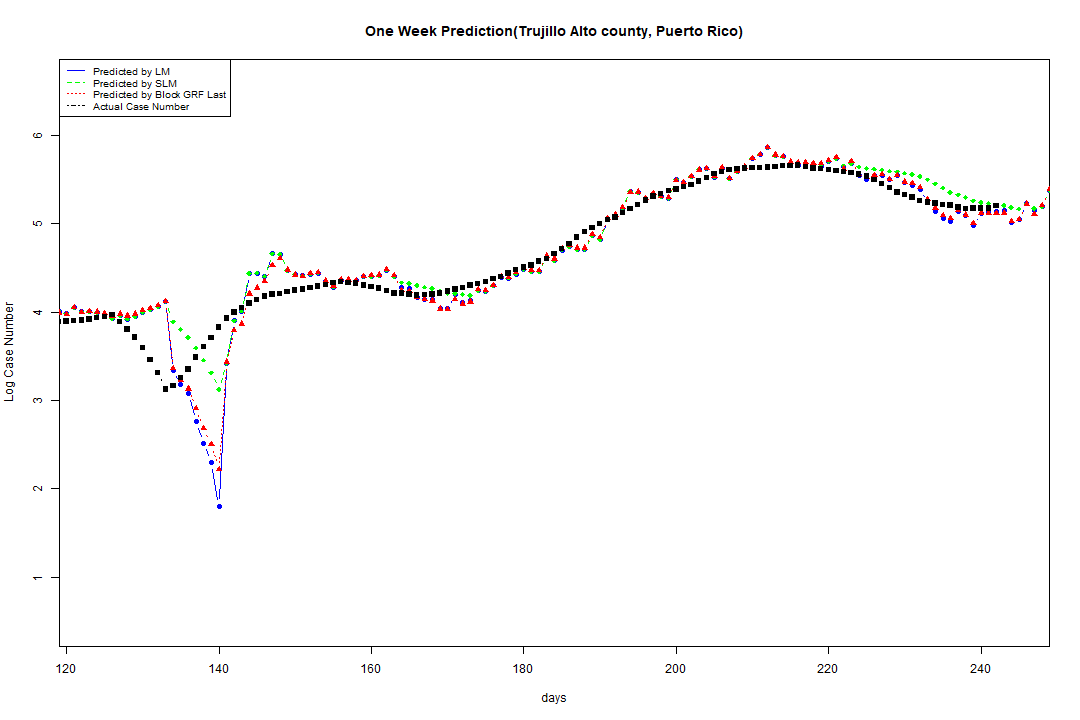 One Week Prediction(Trujillo Alto county, Puerto Rico)
Predicted by LM
Predicted by SLM
Predicted by Block GRF Last
Actual Case Number
6
5
4
3
2
1
Log Case Number
120 140 160 180 200 220 240
days